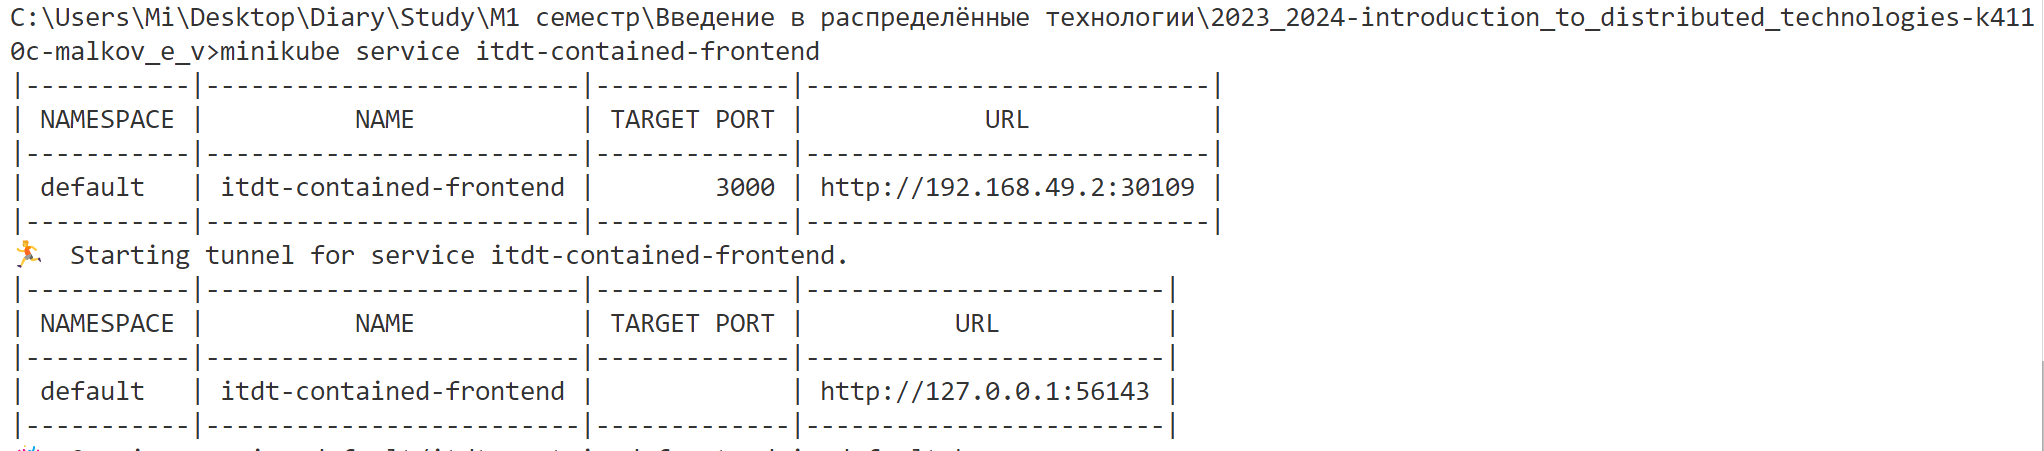 C:\Users\Mi\Desktop\Diary\Study\M1 семестр\Введение в распределённые технологии\2023_2024-introduction_to_distributed_technologies-k411
0c-malkov_e_v>minikube service itdt-contained-frontend
|-----------|-------------------------|-------------|---------------------------|
| NAMESPACE |          NAME           | TARGET PORT |            URL            |
|-----------|-------------------------|-------------|---------------------------|
| default   | itdt-contained-frontend |        3000 | http://192.168.49.2:30109 |
|-----------|-------------------------|-------------|---------------------------|
🏃  Starting tunnel for service itdt-contained-frontend.
|-----------|-------------------------|-------------|------------------------|
| NAMESPACE |          NAME           | TARGET PORT |          URL           |
|-----------|-------------------------|-------------|------------------------|
| default   | itdt-contained-frontend |             | http://127.0.0.1:56143 |
|-----------|-------------------------|-------------|------------------------|